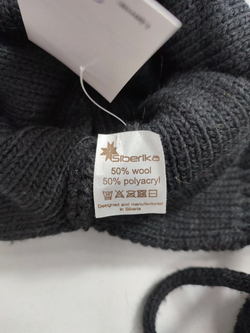 Siberika
50% wool
50% polyacryl
Designed and manufactured
in Siberia